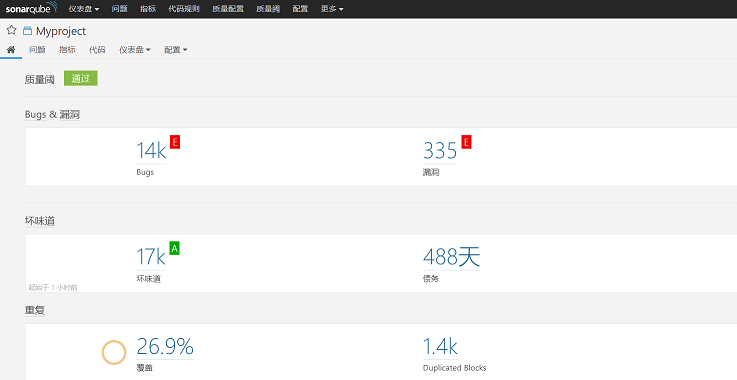 sonarqube 仪表盘 问题 指标 代码规则 质量配置 质量阈 配置 更多
Myproject
问题 指标 代码 仪表盘 配置
质量阈 通过
Bugs & 漏洞
14k E 335 E
Bugs 漏洞
坏味道
17k A 488天
坏味道 债务
起始于 1 小时前
重复
26.9% 1.4k
覆盖 Duplicated Blocks